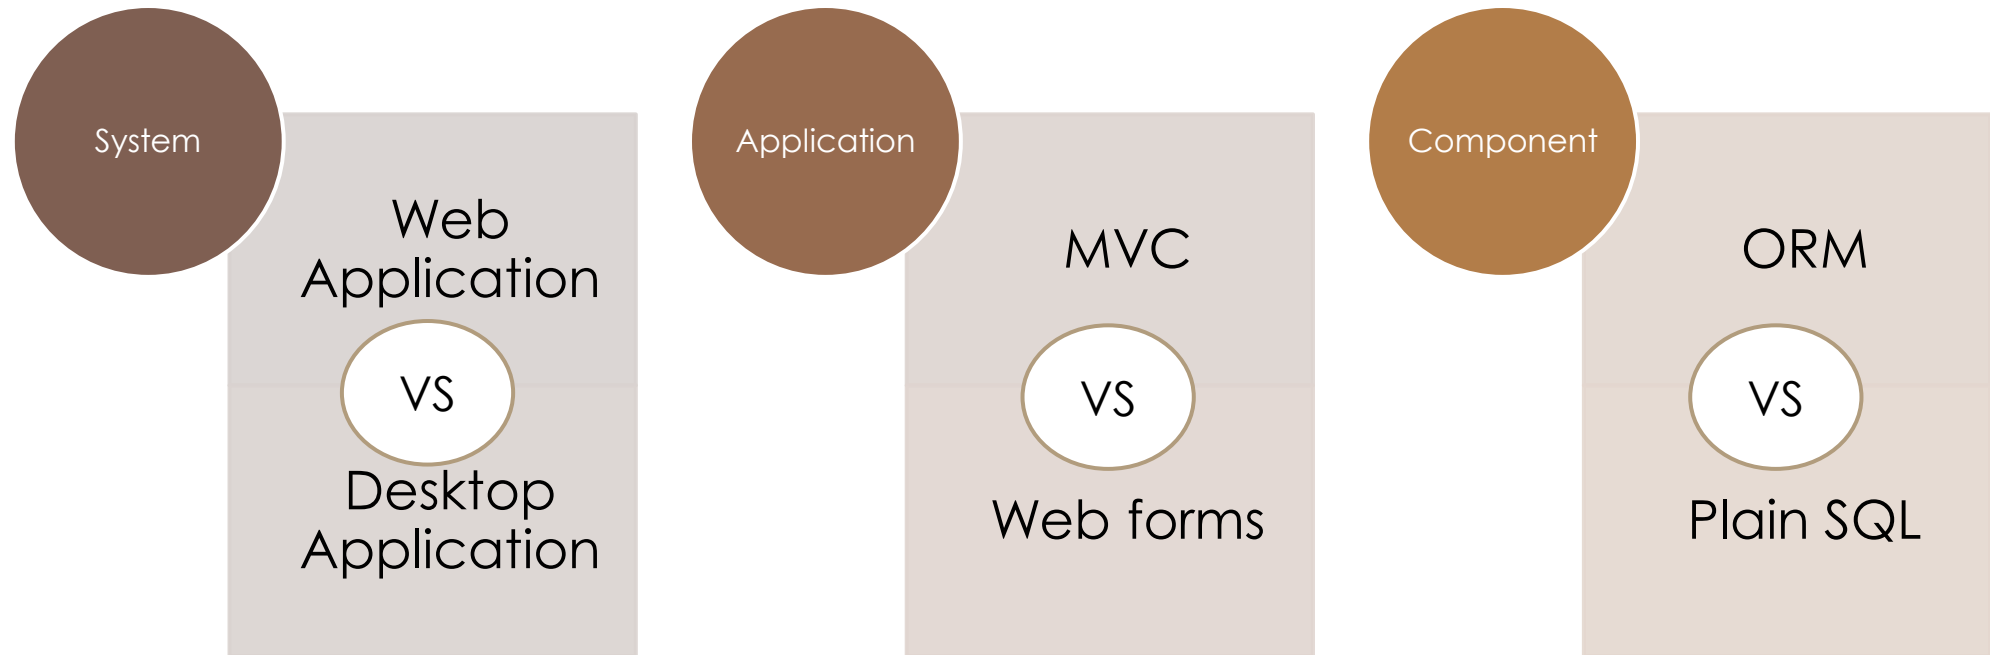 System
Web
Application
VS
Desktop
Application
Application
MVC
VS
Web forms
Component
ORM
VS
Plain SQL